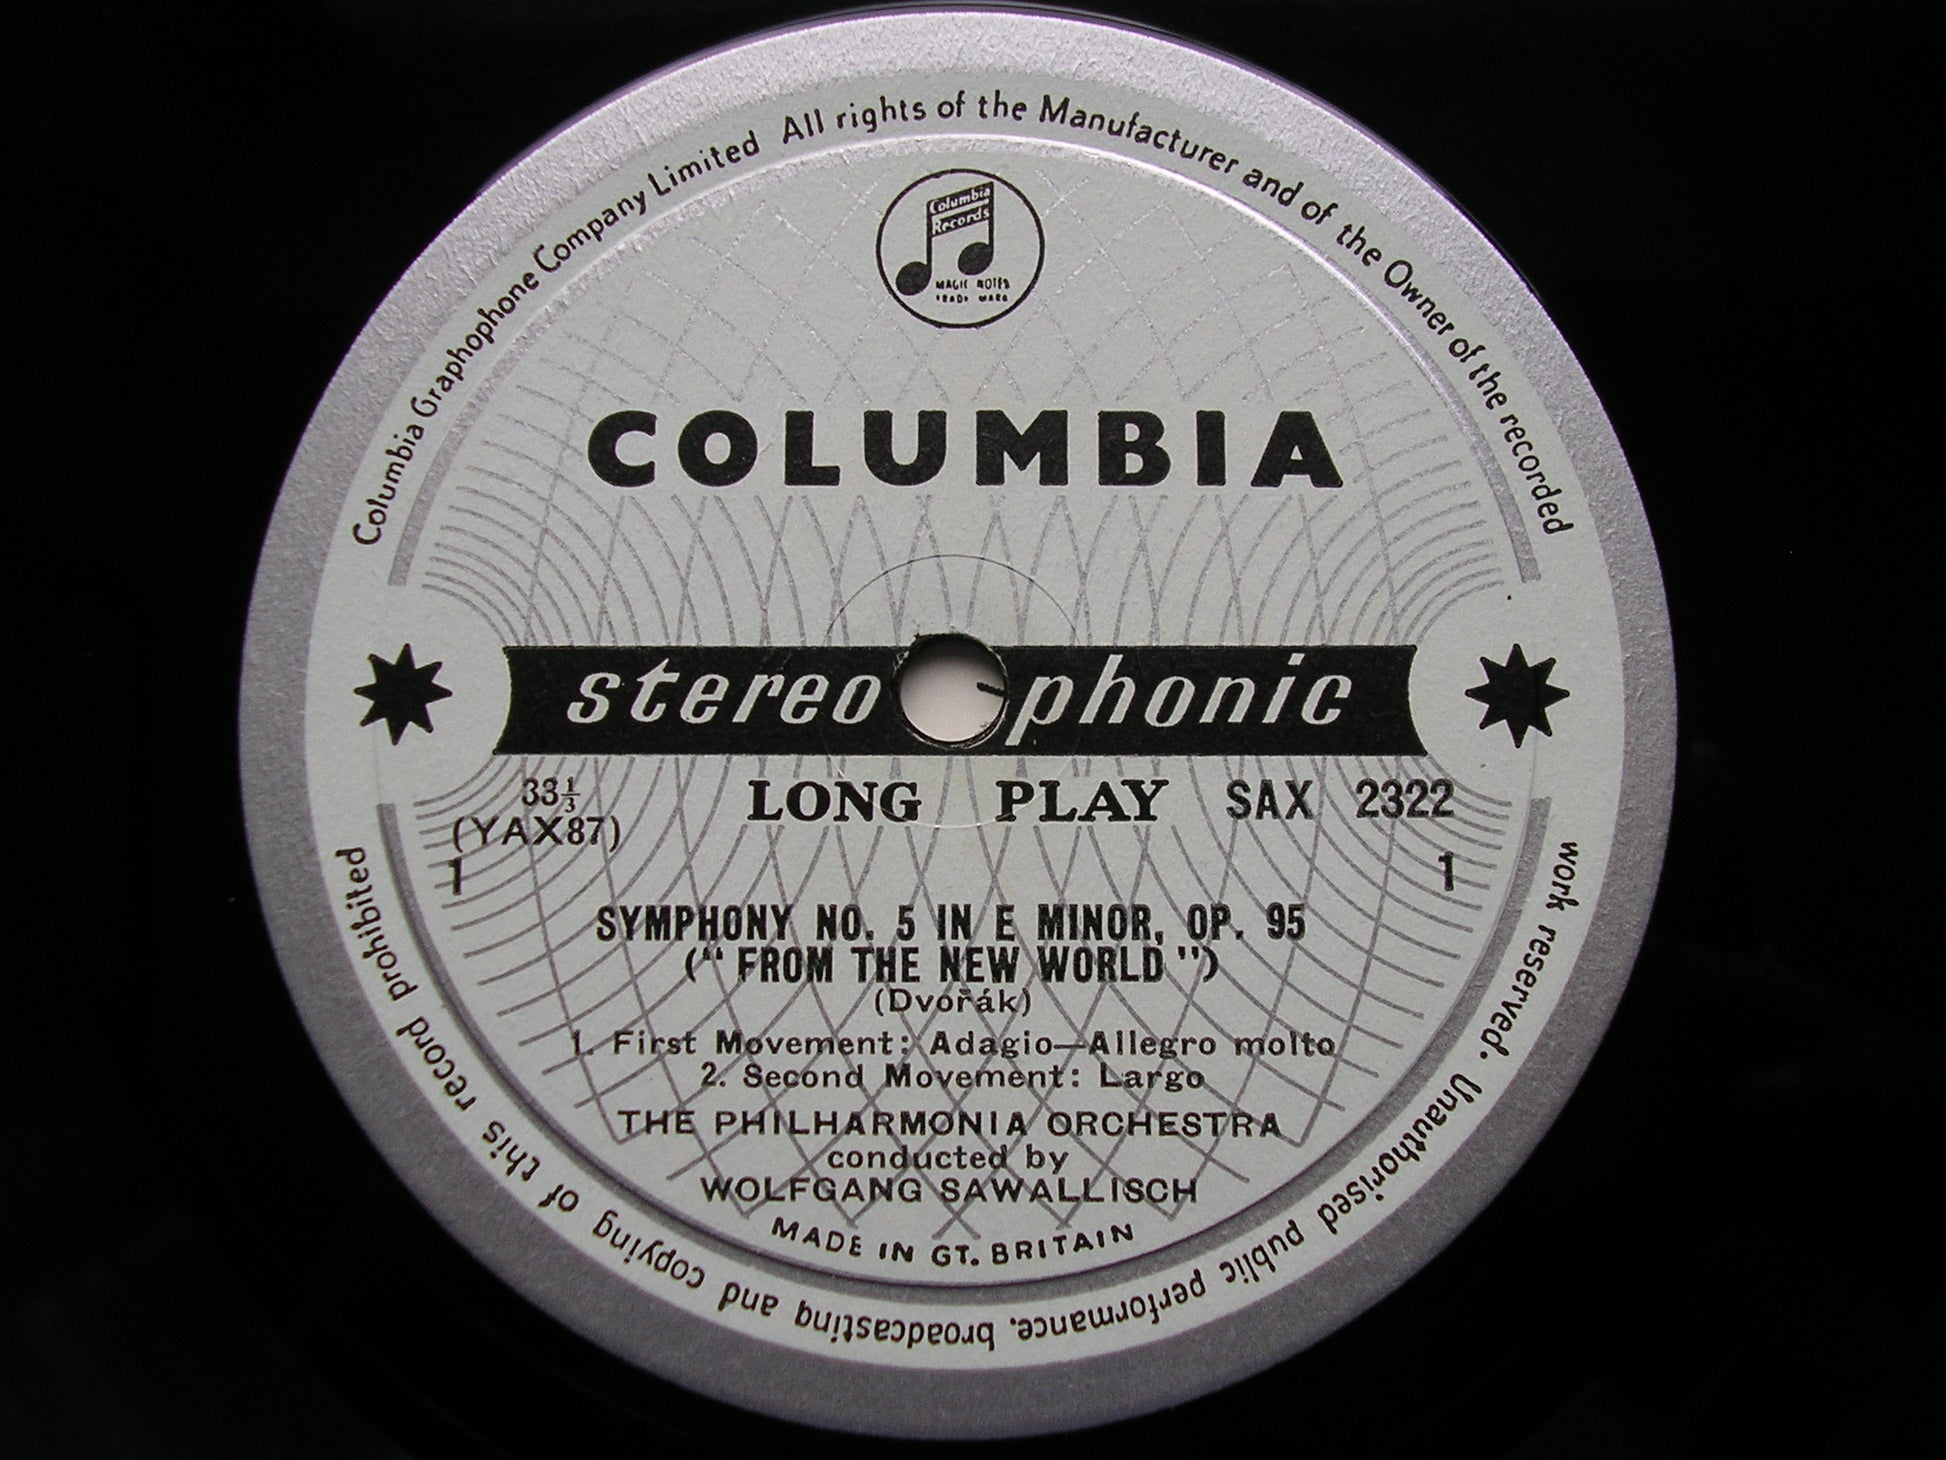 Columbia Graphophone Company Limited All rights of the Manufacturer and of the Owner of the recorded
work reserved. Unauthorised public performance, broadcasting and copying of this record prohibited
Columbia
Records
MAGIC NOTES
TRADE MARK
COLUMBIA
stereophonic
33⅓ LONG PLAY SAX 2322
(YAX87)
1 1
SYMPHONY NO. 5 IN E MINOR, OP. 95
(“ FROM THE NEW WORLD ”)
(Dvořák)
1. First Movement: Adagio—Allegro molto
2. Second Movement: Largo
THE PHILHARMONIA ORCHESTRA
conducted by
WOLFGANG SAWALLISCH
MADE IN GT. BRITAIN